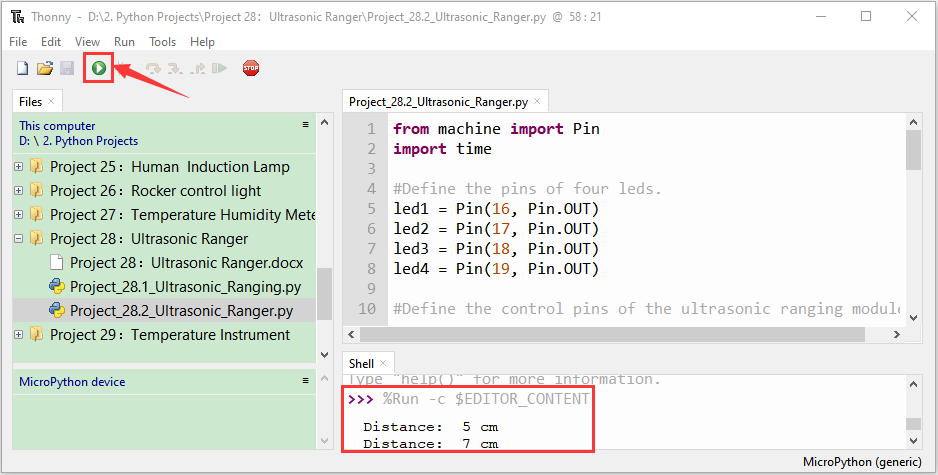 Thonny - D:\2. Python Projects\Project 28：Ultrasonic Ranger\Project_28.2_Ultrasonic_Ranger.py @ 58 : 21
File Edit View Run Tools Help
STOP
Files
This computer
D: \ 2. Python Projects
Project 25：Human Induction Lamp
Project 26：Rocker control light
Project 27：Temperature Humidity Mete
Project 28：Ultrasonic Ranger
Project 28：Ultrasonic Ranger.docx
Project_28.1_Ultrasonic_Ranging.py
Project_28.2_Ultrasonic_Ranger.py
Project 29：Temperature Instrument
MicroPython device
Project_28.2_Ultrasonic_Ranger.py
1 from machine import Pin
2 import time
3
4 #Define the pins of four leds.
5 led1 = Pin(16, Pin.OUT)
6 led2 = Pin(17, Pin.OUT)
7 led3 = Pin(18, Pin.OUT)
8 led4 = Pin(19, Pin.OUT)
9
10 #Define the control pins of the ultrasonic ranging module
Shell
Type "help()" for more information.
>>> %Run -c $EDITOR_CONTENT
Distance: 5 cm
Distance: 7 cm
MicroPython (generic)